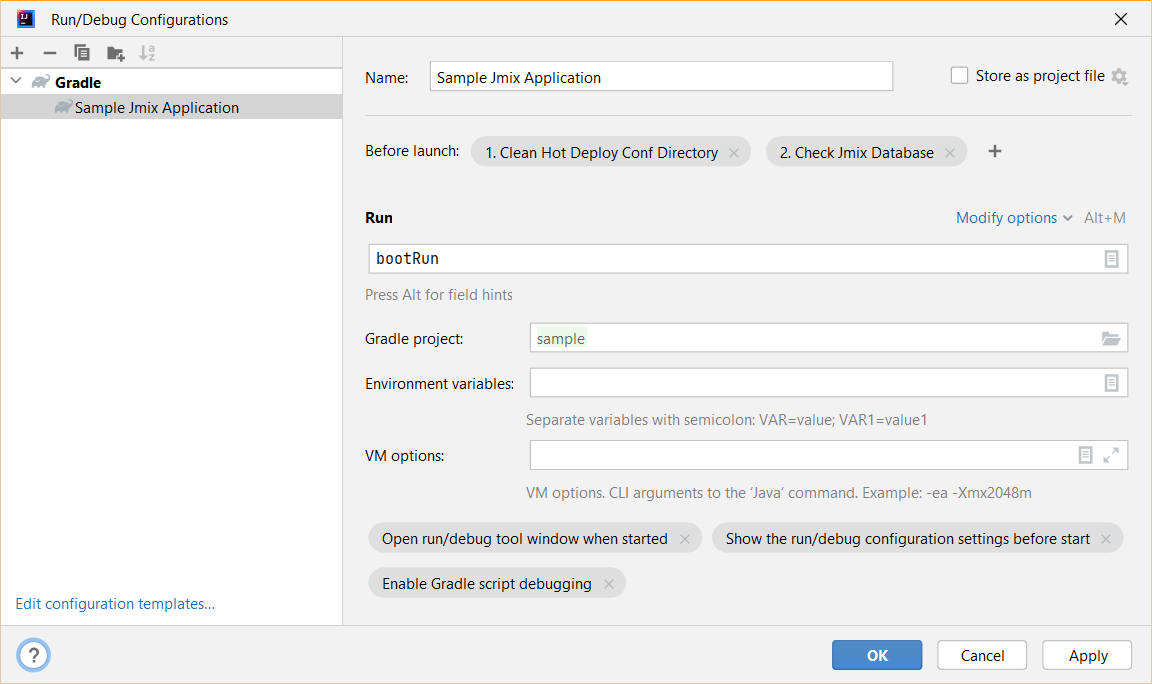 Run/Debug Configurations
Gradle
Sample Jmix Application
Edit configuration templates...
Name: Sample Jmix Application Store as project file
Before launch: 1. Clean Hot Deploy Conf Directory 2. Check Jmix Database
Run Modify options Alt+M
bootRun
Press Alt for field hints
Gradle project: sample
Environment variables:
Separate variables with semicolon: VAR=value; VAR1=value1
VM options:
VM options. CLI arguments to the ‘Java’ command. Example: -ea -Xmx2048m
Open run/debug tool window when started Show the run/debug configuration settings before start
Enable Gradle script debugging
? OK Cancel Apply